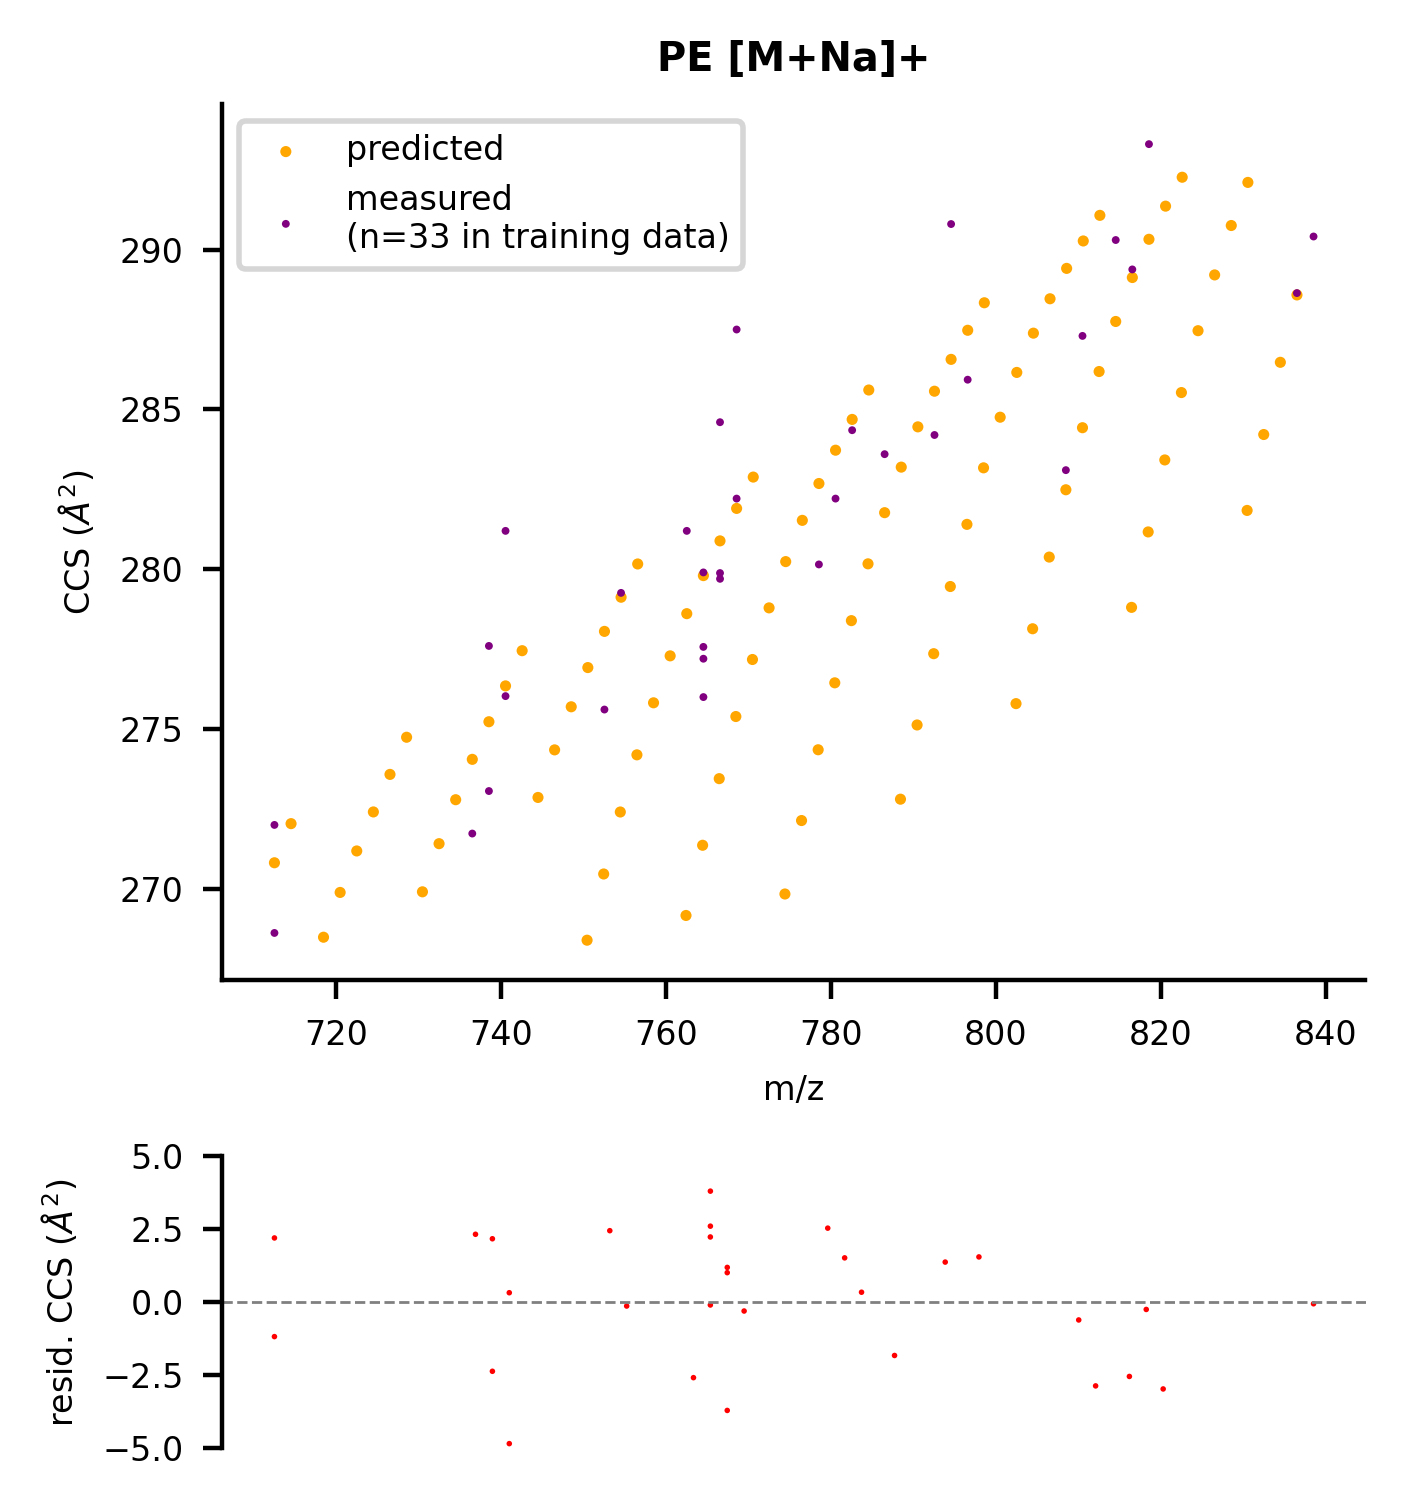 PE [M+Na]+
predicted
measured
(n=33 in training data)
290
285
280
275
270
CCS (Å²)
720 740 760 780 800 820 840
m/z
5.0
2.5
0.0
−2.5
−5.0
resid. CCS (Å²)